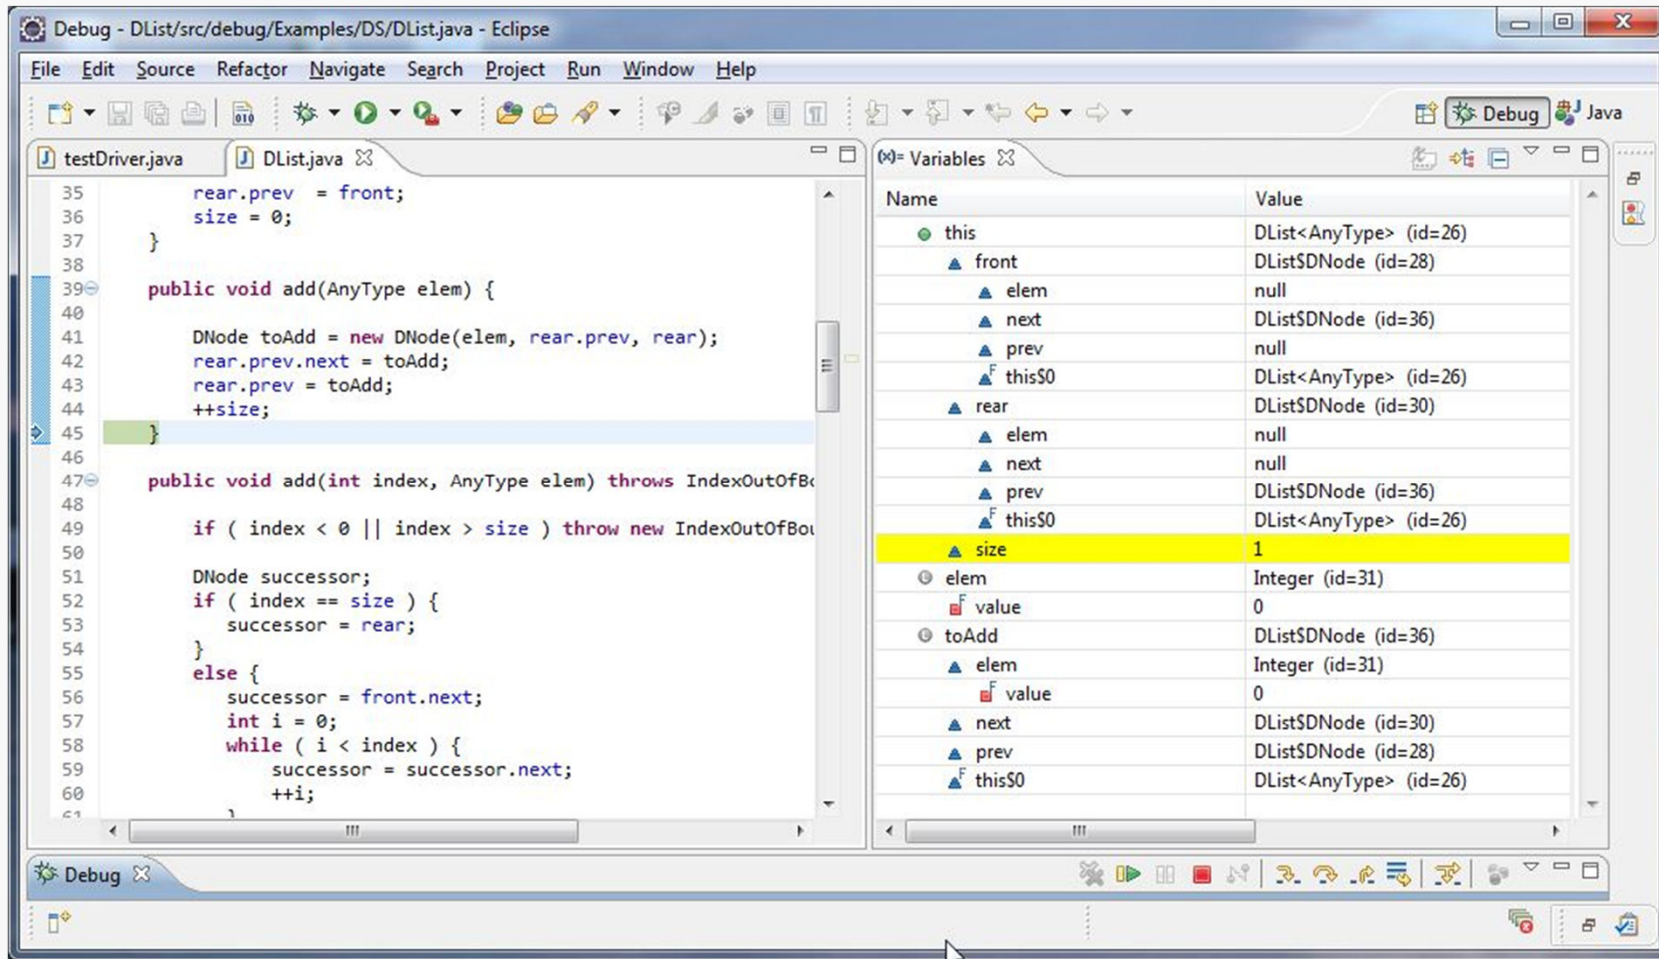 Debug - DList/src/debug/Examples/DS/DList.java - Eclipse
File Edit Source Refactor Navigate Search Project Run Window Help
010
Debug Java
testDriver.java DList.java
35 rear.prev  = front;
36 size = 0;
37 }
38
39 public void add(AnyType elem) {
40
41 DNode toAdd = new DNode(elem, rear.prev, rear);
42 rear.prev.next = toAdd;
43 rear.prev = toAdd;
44 ++size;
45 }
46
47 public void add(int index, AnyType elem) throws IndexOutOfBo
48
49 if ( index < 0 || index > size ) throw new IndexOutOfBou
50
51 DNode successor;
52 if ( index == size ) {
53 successor = rear;
54 }
55 else {
56 successor = front.next;
57 int i = 0;
58 while ( i < index ) {
59 successor = successor.next;
60 ++i;
61 }
(x)= Variables
Name Value
this DList<AnyType> (id=26)
front DList$DNode (id=28)
elem null
next DList$DNode (id=36)
prev null
this$0 DList<AnyType> (id=26)
rear DList$DNode (id=30)
elem null
next null
prev DList$DNode (id=36)
this$0 DList<AnyType> (id=26)
size 1
elem Integer (id=31)
value 0
toAdd DList$DNode (id=36)
elem Integer (id=31)
value 0
next DList$DNode (id=30)
prev DList$DNode (id=28)
this$0 DList<AnyType> (id=26)
Debug